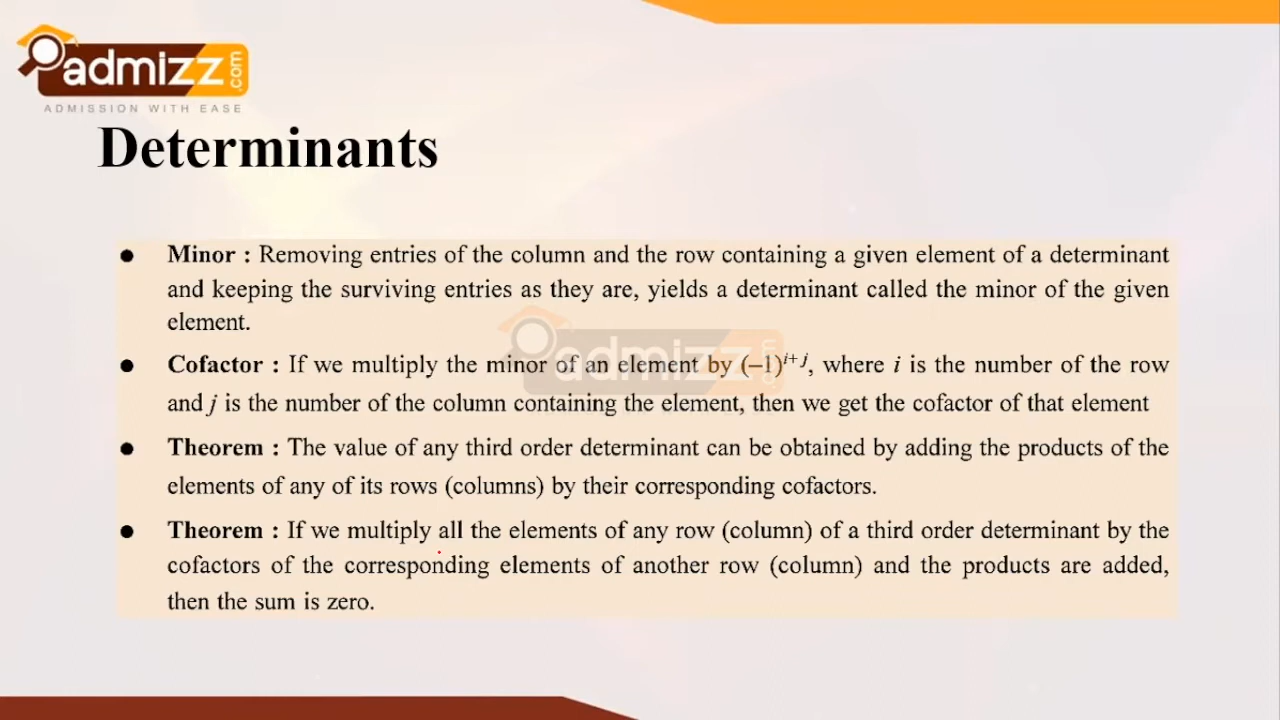 admizz.com
ADMISSION WITH EASE
Determinants
● Minor : Removing entries of the column and the row containing a given element of a determinant
and keeping the surviving entries as they are, yields a determinant called the minor of the given
element.
● Cofactor : If we multiply the minor of an element by (–1)^{i+j}, where i is the number of the row
and j is the number of the column containing the element, then we get the cofactor of that element
● Theorem : The value of any third order determinant can be obtained by adding the products of the
elements of any of its rows (columns) by their corresponding cofactors.
● Theorem : If we multiply all the elements of any row (column) of a third order determinant by the
cofactors of the corresponding elements of another row (column) and the products are added,
then the sum is zero.
admizz.com